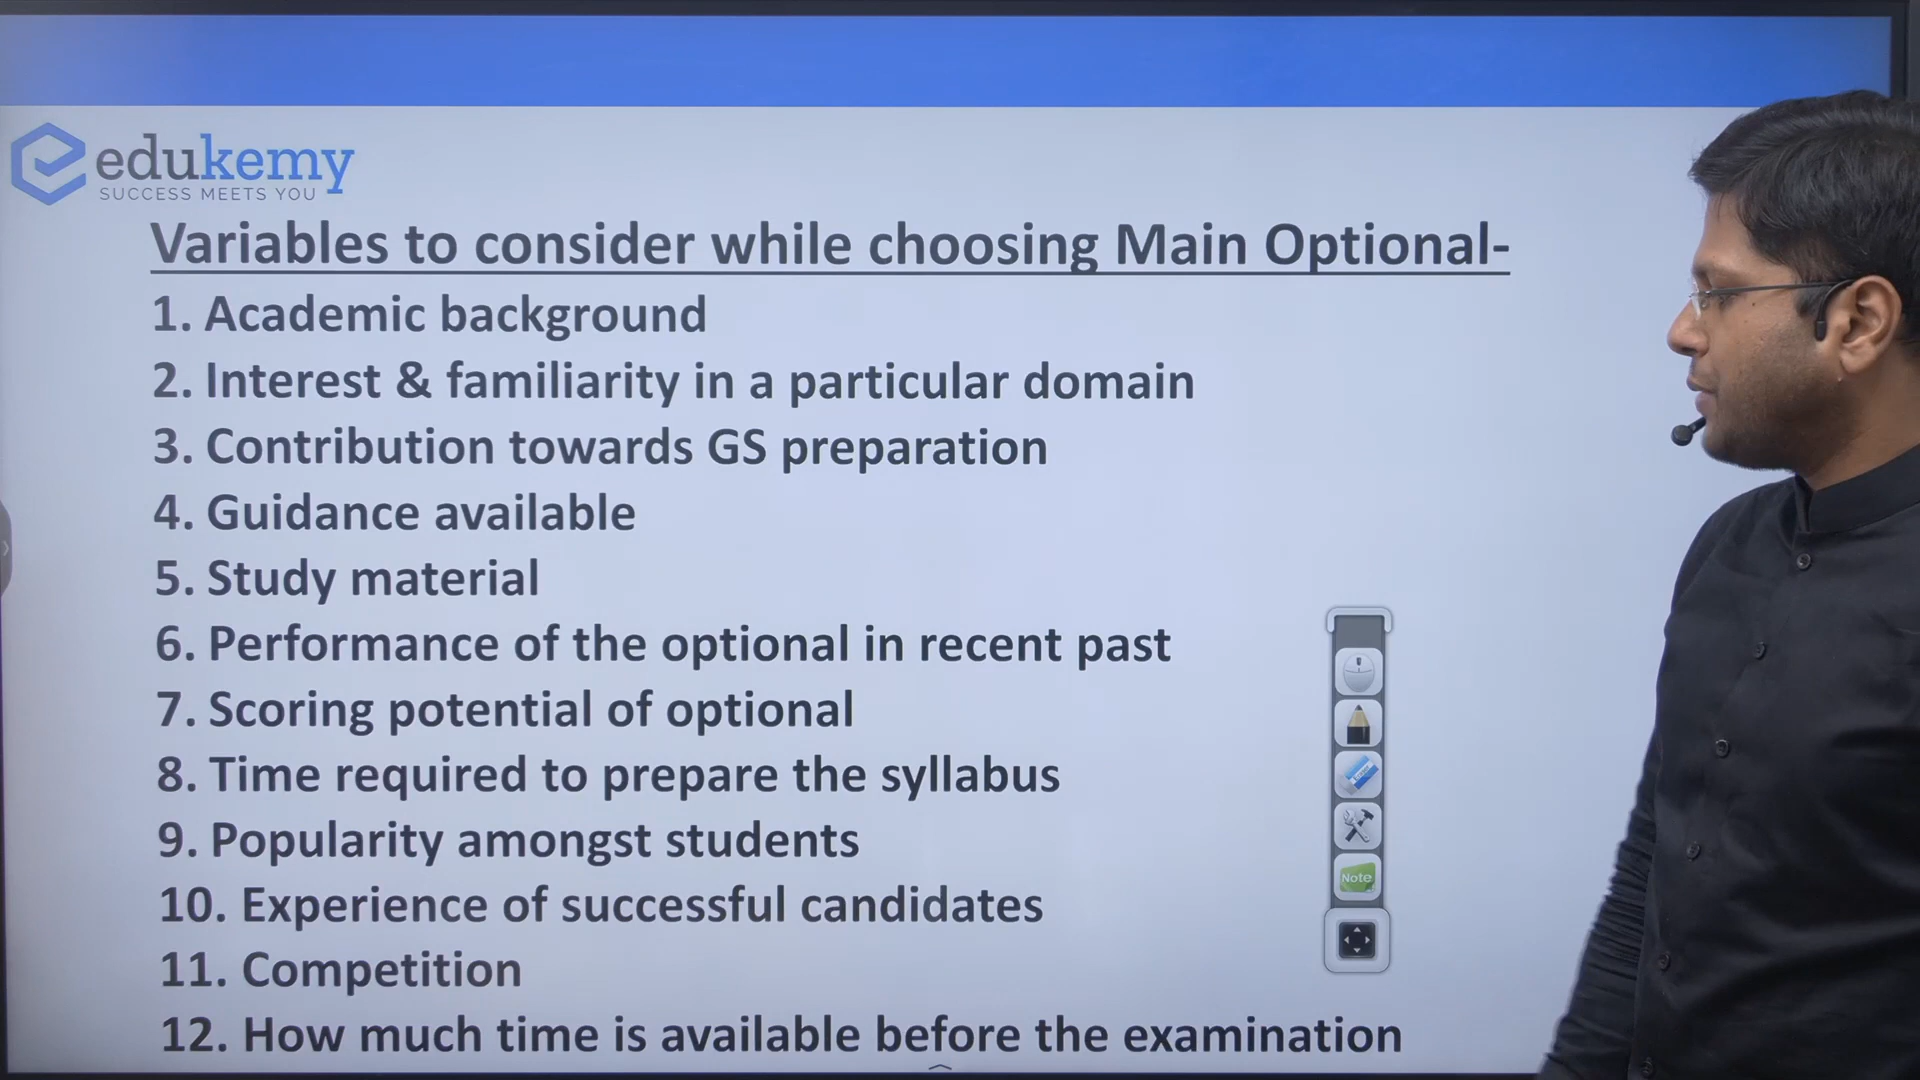 edukemy
SUCCESS MEETS YOU
Variables to consider while choosing Main Optional-
1. Academic background
2. Interest & familiarity in a particular domain
3. Contribution towards GS preparation
4. Guidance available
5. Study material
6. Performance of the optional in recent past
7. Scoring potential of optional
8. Time required to prepare the syllabus
9. Popularity amongst students
10. Experience of successful candidates
11. Competition
12. How much time is available before the examination
Note